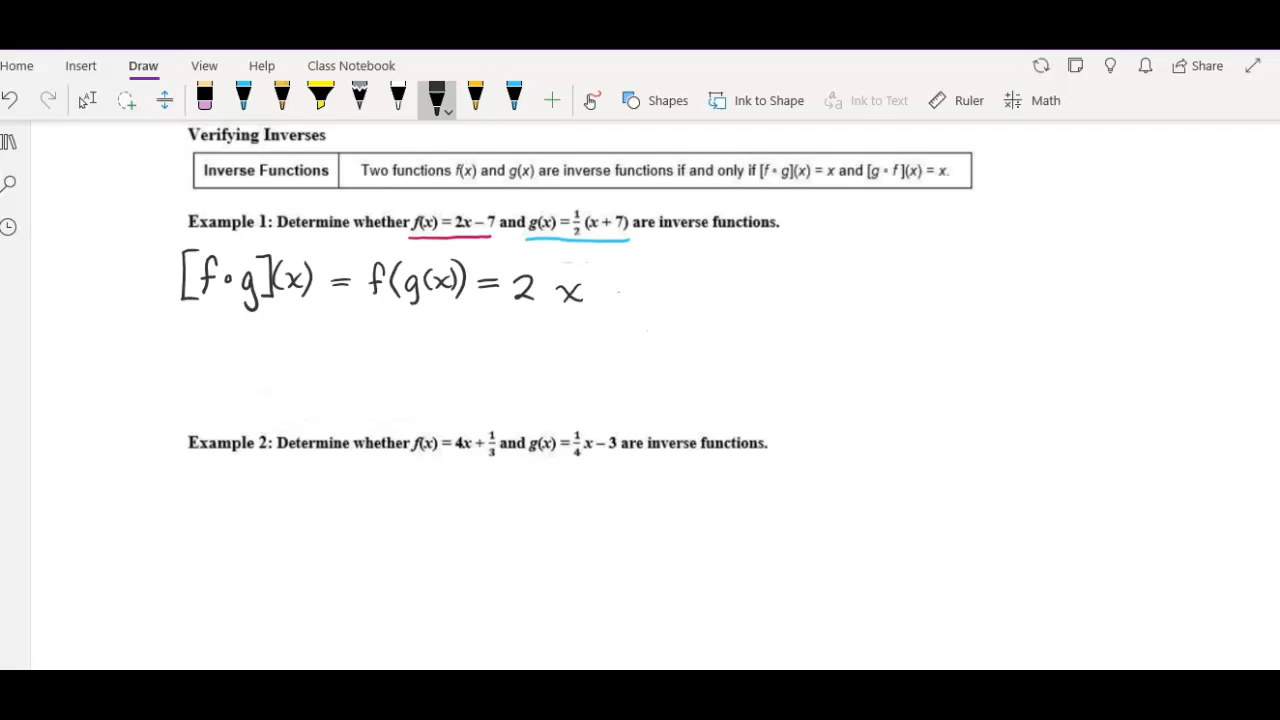 Home Insert Draw View Help Class Notebook Share
Shapes Ink to Shape Ink to Text Ruler Math
Verifying Inverses
Inverse Functions Two functions f(x) and g(x) are inverse functions if and only if [f ∘ g](x) = x and [g ∘ f](x) = x.
Example 1: Determine whether f(x) = 2x – 7 and g(x) = 1/2 (x + 7) are inverse functions.
[f∘g](x) = f(g(x)) = 2 x
Example 2: Determine whether f(x) = 4x + 1/3 and g(x) = 1/4 x – 3 are inverse functions.